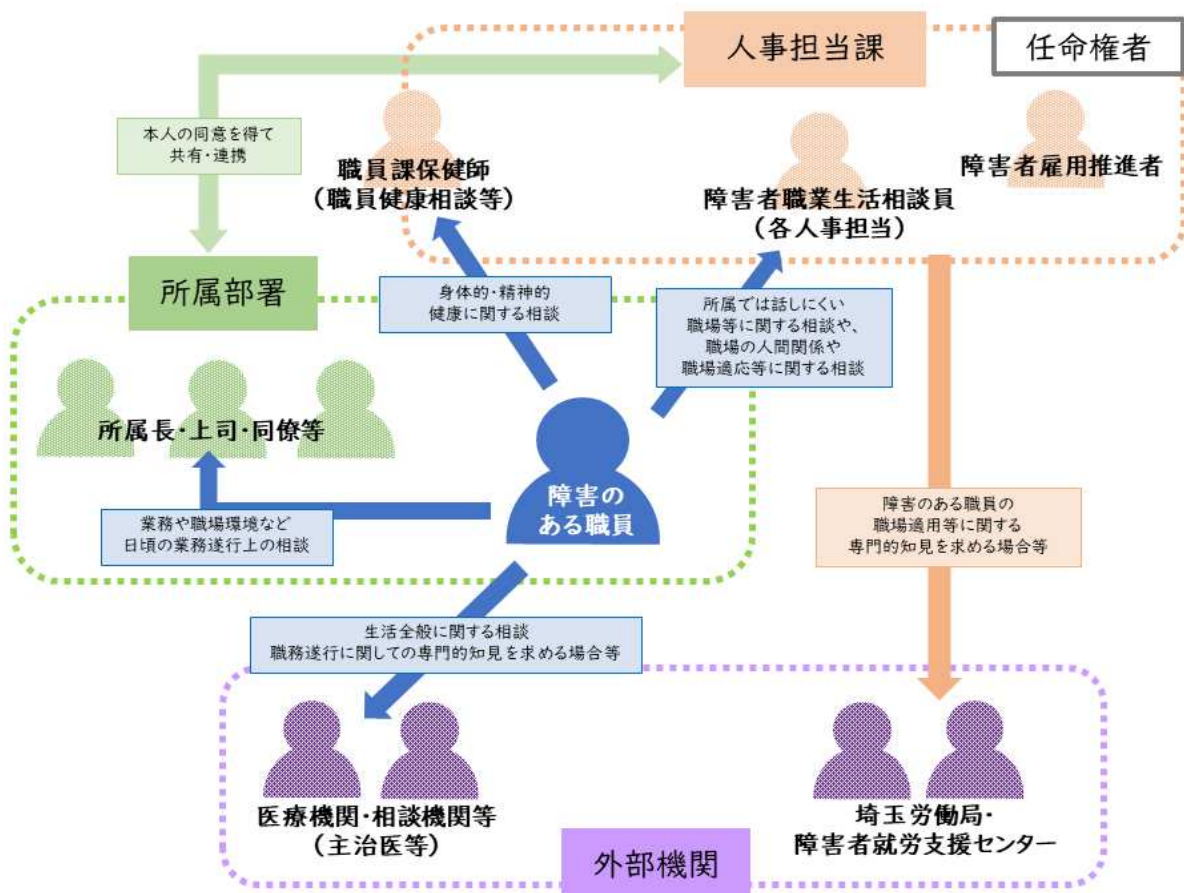 人事担当課
任命権者
本人の同意を得て
共有・連携
職員課保健師
（職員健康相談等）
障害者職業生活相談員
（各人事担当）
障害者雇用推進者
所属部署
身体的・精神的
健康に関する相談
所属では話しにくい
職場等に関する相談や、
職場の人間関係や
職場適応等に関する相談
所属長・上司・同僚等
障害のある職員の
職場適用等に関する
専門的知見を求める場合等
業務や職場環境など
日頃の業務遂行上の相談
障害の
ある職員
生活全般に関する相談
職務遂行に関しての専門的知見を求める場合等
医療機関・相談機関等
（主治医等）
埼玉労働局・
障害者就労支援センター
外部機関